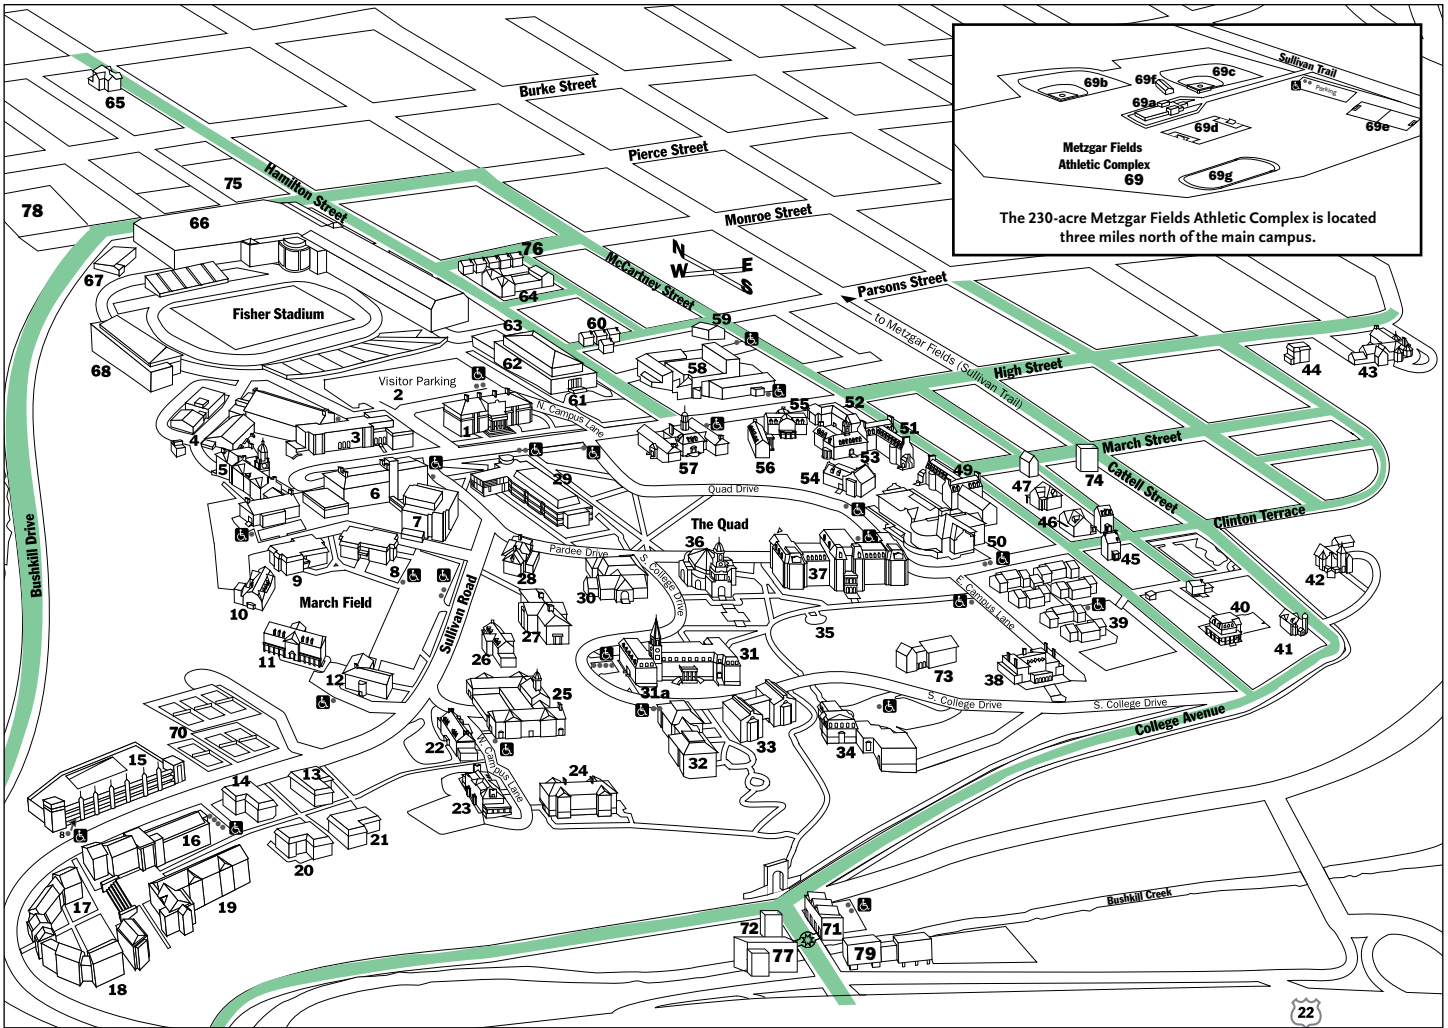 Burke Street
Pierce Street
Monroe Street
Parsons Street
Hamilton Street
McCartney Street
High Street
March Street
Cattell Street
Clinton Terrace
College Avenue
Bushkill Drive
Sullivan Road
Bushkill Creek
N
W E
S
to Metzgar Fields (Sullivan Trail)
Sullivan Trail
Parking
69b
69f
69c
69a
69d
69e
69g
Metzgar Fields
Athletic Complex
69
The 230-acre Metzgar Fields Athletic Complex is located
three miles north of the main campus.
65
75
78
66
67
76
64
Fisher Stadium
63
60
59
68
62
58
61
Visitor Parking
2
44
43
N. Campus Lane
1
4
3
5
6
7
57
56
55
52
51
53
54
49
47
74
46
45
50
29
Quad Drive
The Quad
36
37
Pardee Drive
S. College Drive
28
30
8
9
10
March Field
11
12
27
26
25
31
31a
35
E. Campus Lane
39
40
41
42
73
38
S. College Drive
S. College Drive
34
33
32
22
Campus Lane
23
24
70
15
8
14
13
16
21
20
17
19
18
72
71
77
79
22